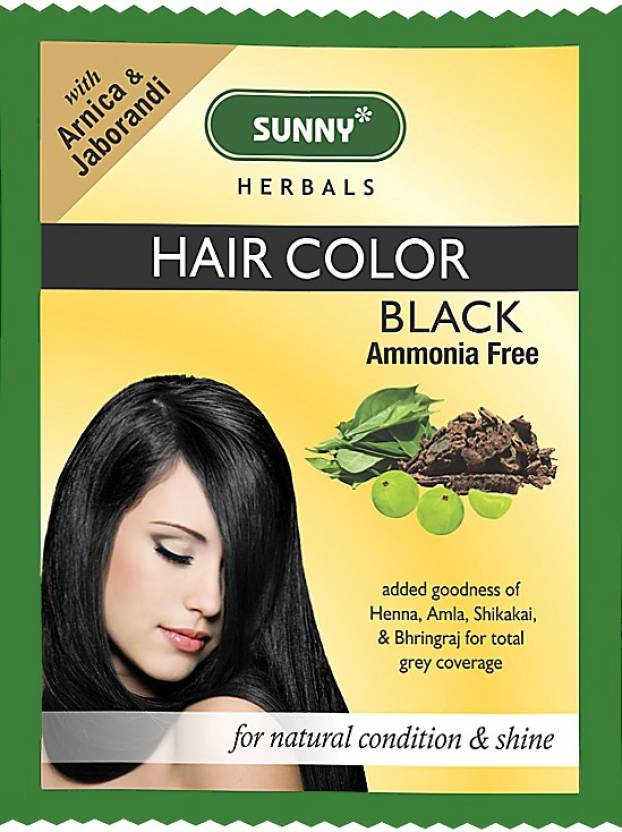 with
Arnica &
Jaborandi
SUNNY*
HERBALS
HAIR COLOR
BLACK
Ammonia Free
added goodness of
Henna, Amla, Shikakai,
& Bhringraj for total
grey coverage
for natural condition & shine